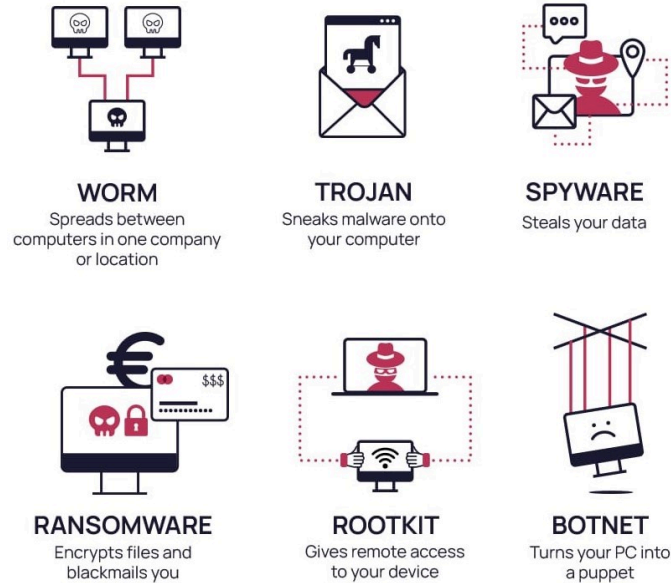 WORM
Spreads between
computers in one company
or location
TROJAN
Sneaks malware onto
your computer
SPYWARE
Steals your data
€
$$$
RANSOMWARE
Encrypts files and
blackmails you
ROOTKIT
Gives remote access
to your device
BOTNET
Turns your PC into
a puppet